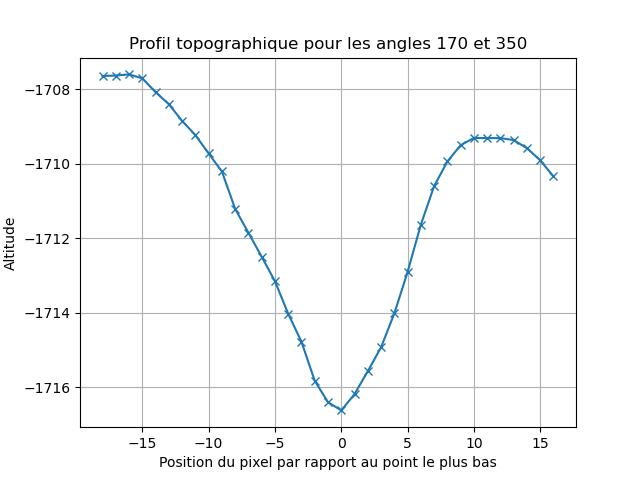 Profil topographique pour les angles 170 et 350
−1708
−1710
−1712
−1714
−1716
Altitude
−15 −10 −5 0 5 10 15
Position du pixel par rapport au point le plus bas